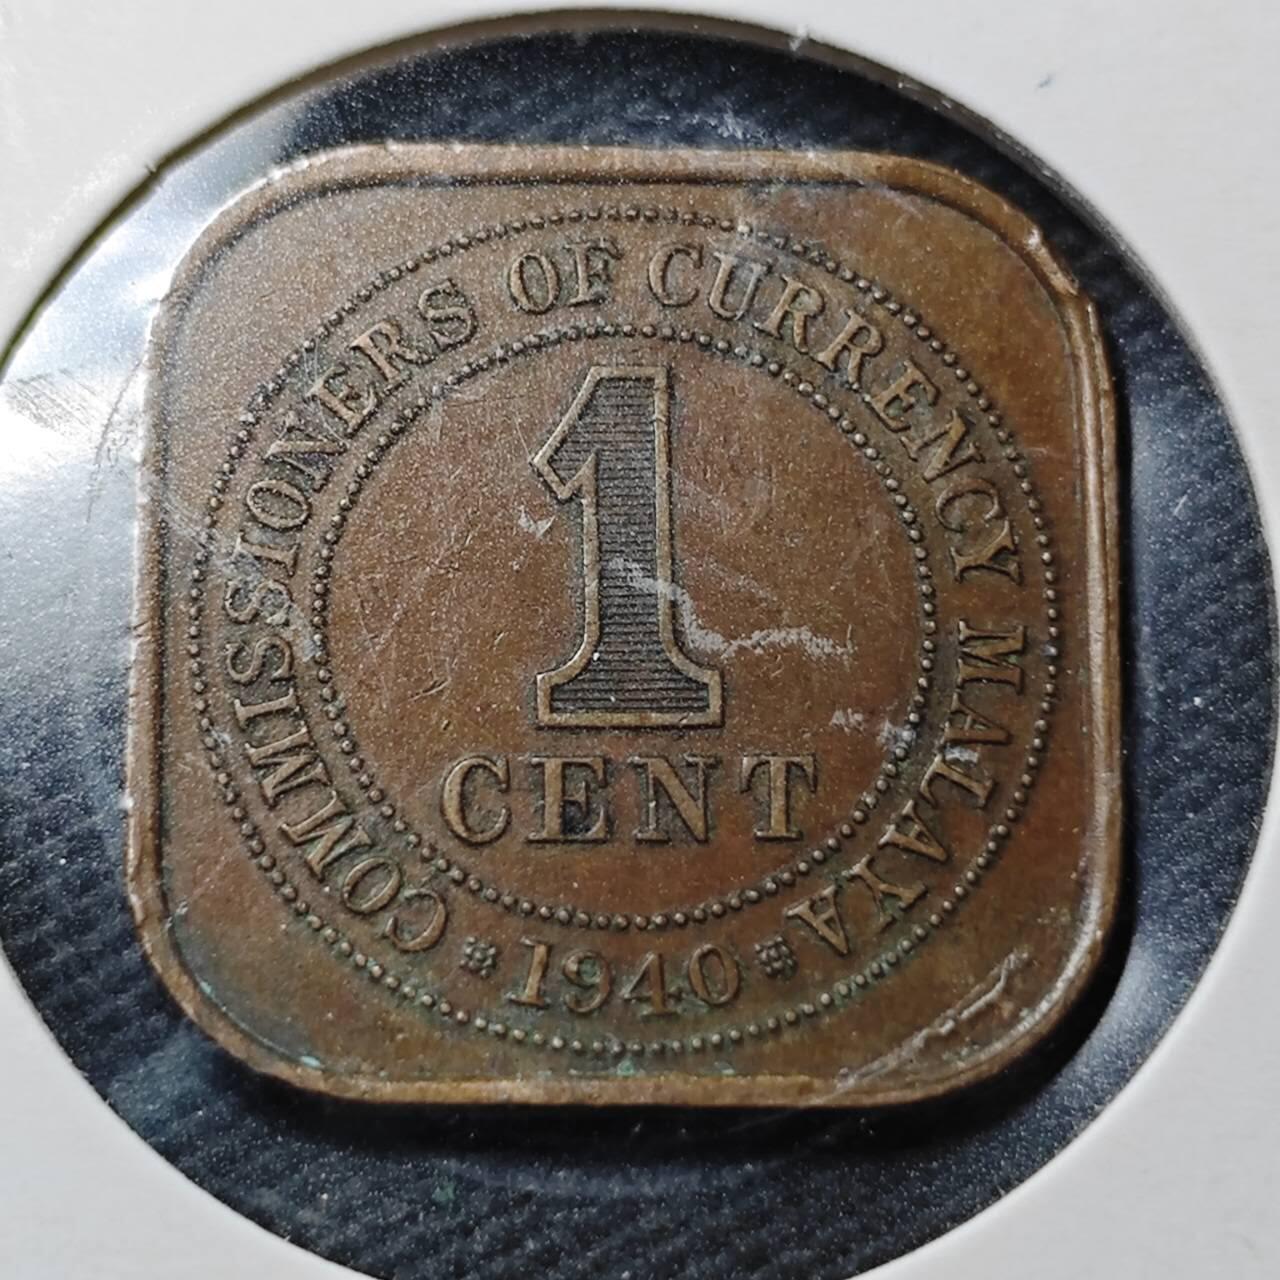 COMMISSIONERS OF CURRENCY MALAYA
1
CENT
1940